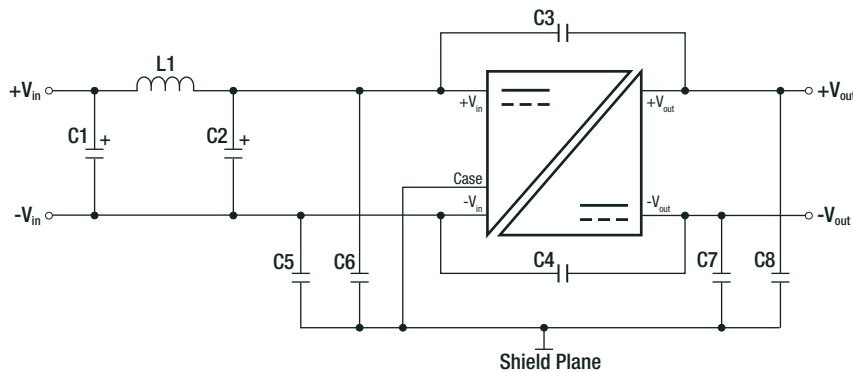 C3
L1
+Vin
+Vin
+Vout
+Vout
C1 +
C2 +
Case
-Vin
-Vin
-Vout
-Vout
C5
C6
C4
C7
C8
Shield Plane